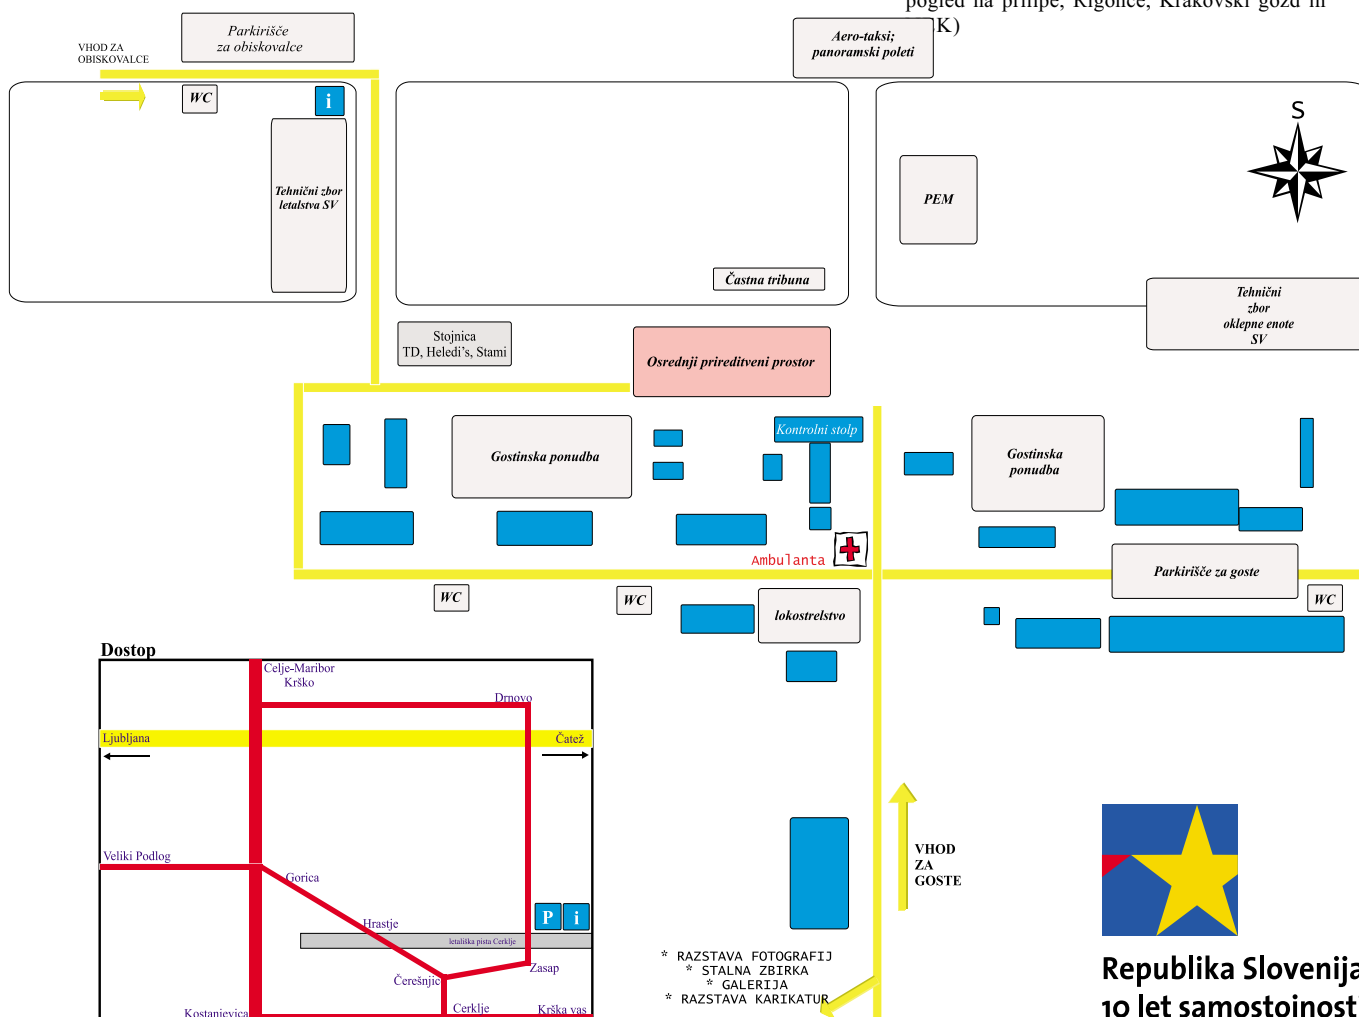 pogled na prilipe, Rigonce, Krakovski gozd in
EK)
Parkirišče
za obiskovalce
VHOD ZA
OBISKOVALCE
Aero-taksi;
panoramski poleti
WC
i
S
Tehnični zbor
letalstva SV
PEM
Častna tribuna
Tehnični
zbor
oklepne enote
SV
Stojnica
TD, Heledi's, Stami
Osrednji prireditveni prostor
Kontrolni stolp
Gostinska ponudba
Gostinska
ponudba
Ambulanta
Parkirišče za goste
WC
WC
WC
lokostrelstvo
Dostop
Celje-Maribor
Krško
Drnovo
Ljubljana
Čatež
Veliki Podlog
Gorica
Hrastje
P
i
letališka pista Cerklje
Zasap
Čerešnjic
Cerklje
Krška vas
Kostanjevica
VHOD
ZA
GOSTE
* RAZSTAVA FOTOGRAFIJ
* STALNA ZBIRKA
* GALERIJA
* RAZSTAVA KARIKATUR
Republika Slovenija
10 let samostojnost